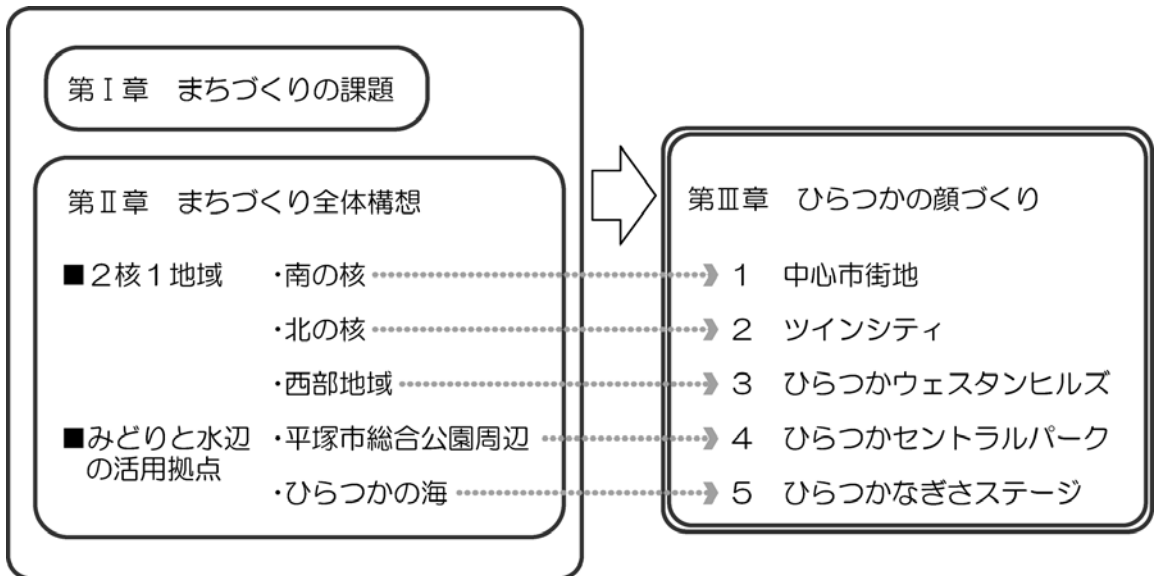 第Ⅰ章　まちづくりの課題
第Ⅱ章　まちづくり全体構想
■２核１地域　・南の核
・北の核
・西部地域
■みどりと水辺の活用拠点　・平塚市総合公園周辺
・ひらつかの海
第Ⅲ章　ひらつかの顔づくり
１　中心市街地
２　ツインシティ
３　ひらつかウェスタンヒルズ
４　ひらつかセントラルパーク
５　ひらつかなぎさステージ